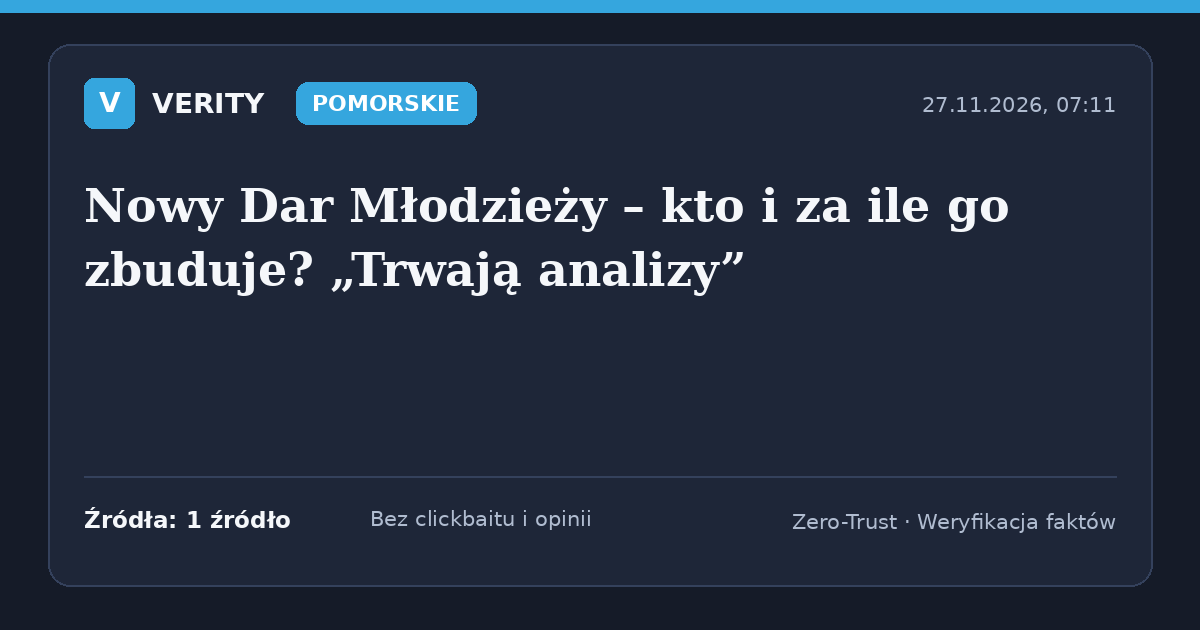 V VERITY POMORSKIE 27.11.2026, 07:11
Nowy Dar Młodzieży – kto i za ile go
zbuduje? „Trwają analizy”
Źródła: 1 źródło Bez clickbaitu i opinii Zero-Trust · Weryfikacja faktów